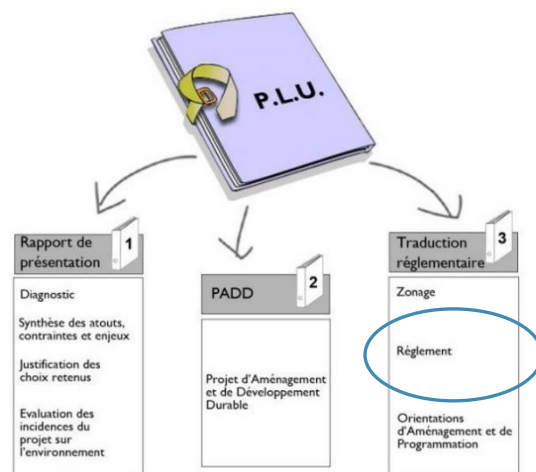 P.L.U.
Rapport de
présentation
1
Diagnostic
Synthèse des atouts,
contraintes et enjeux
Justification des
choix retenus
Evaluation des
incidences du
projet sur
l'environnement
PADD
2
Projet d'Aménagement
et de Développement
Durable
Traduction
réglementaire
3
Zonage
Réglement
Orientations
d'Aménagement et de
Programmation